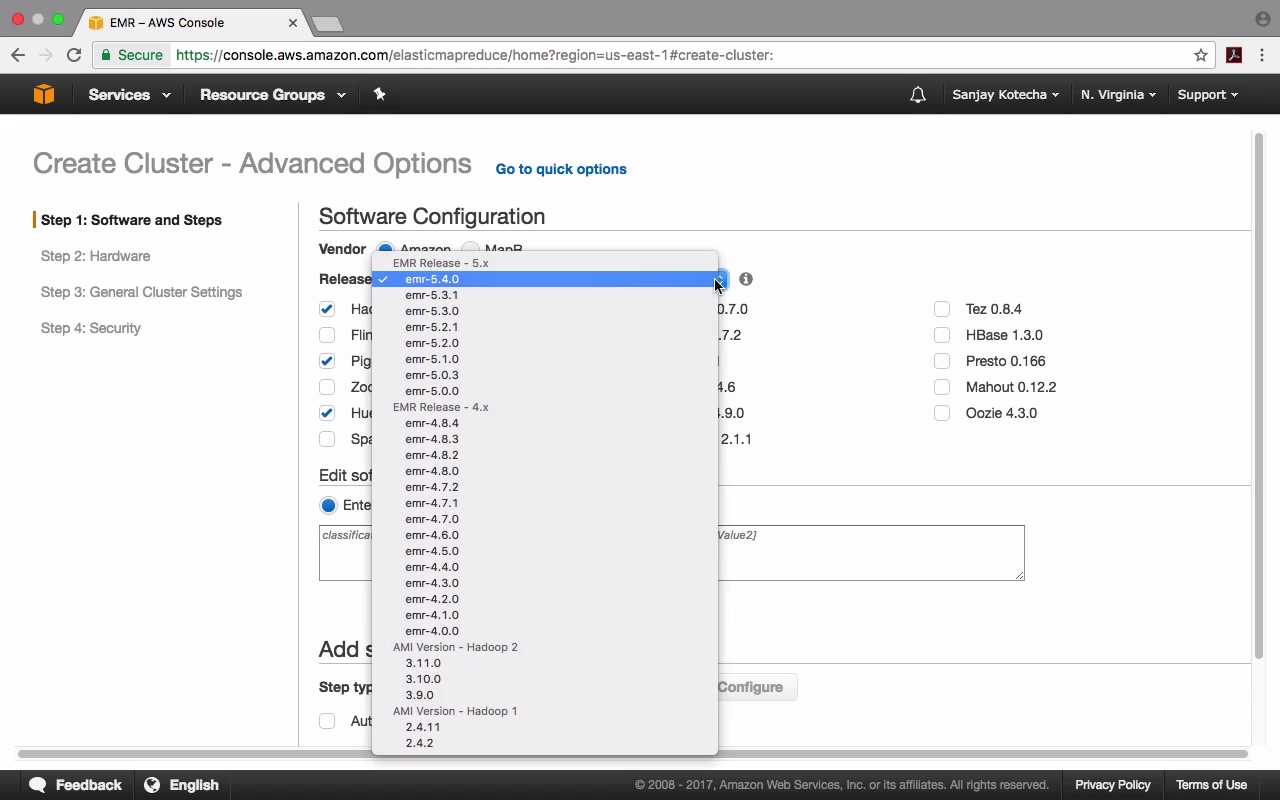 EMR – AWS Console
Secure https://console.aws.amazon.com/elasticmapreduce/home?region=us-east-1#create-cluster:
Services Resource Groups Sanjay Kotecha N. Virginia Support
Create Cluster - Advanced Options Go to quick options
Step 1: Software and Steps
Step 2: Hardware
Step 3: General Cluster Settings
Step 4: Security
Software Configuration
Vendor Amazon MapR
Release
EMR Release - 5.x
emr-5.4.0
emr-5.3.1
emr-5.3.0
emr-5.2.1
emr-5.2.0
emr-5.1.0
emr-5.0.3
emr-5.0.0
EMR Release - 4.x
emr-4.8.4
emr-4.8.3
emr-4.8.2
emr-4.8.0
emr-4.7.2
emr-4.7.1
emr-4.7.0
emr-4.6.0
emr-4.5.0
emr-4.4.0
emr-4.3.0
emr-4.2.0
emr-4.1.0
emr-4.0.0
AMI Version - Hadoop 2
3.11.0
3.10.0
3.9.0
AMI Version - Hadoop 1
2.4.11
2.4.2
Had 0.7.0 Tez 0.8.4
Flin .7.2 HBase 1.3.0
Pig Presto 0.166
Zoo 4.6 Mahout 0.12.2
Hue .9.0 Oozie 4.3.0
Spa 2.1.1
Edit sof
Ente
classifica Value2]
Add s
Step typ Configure
Aut
Feedback English © 2008 - 2017, Amazon Web Services, Inc. or its affiliates. All rights reserved. Privacy Policy Terms of Use